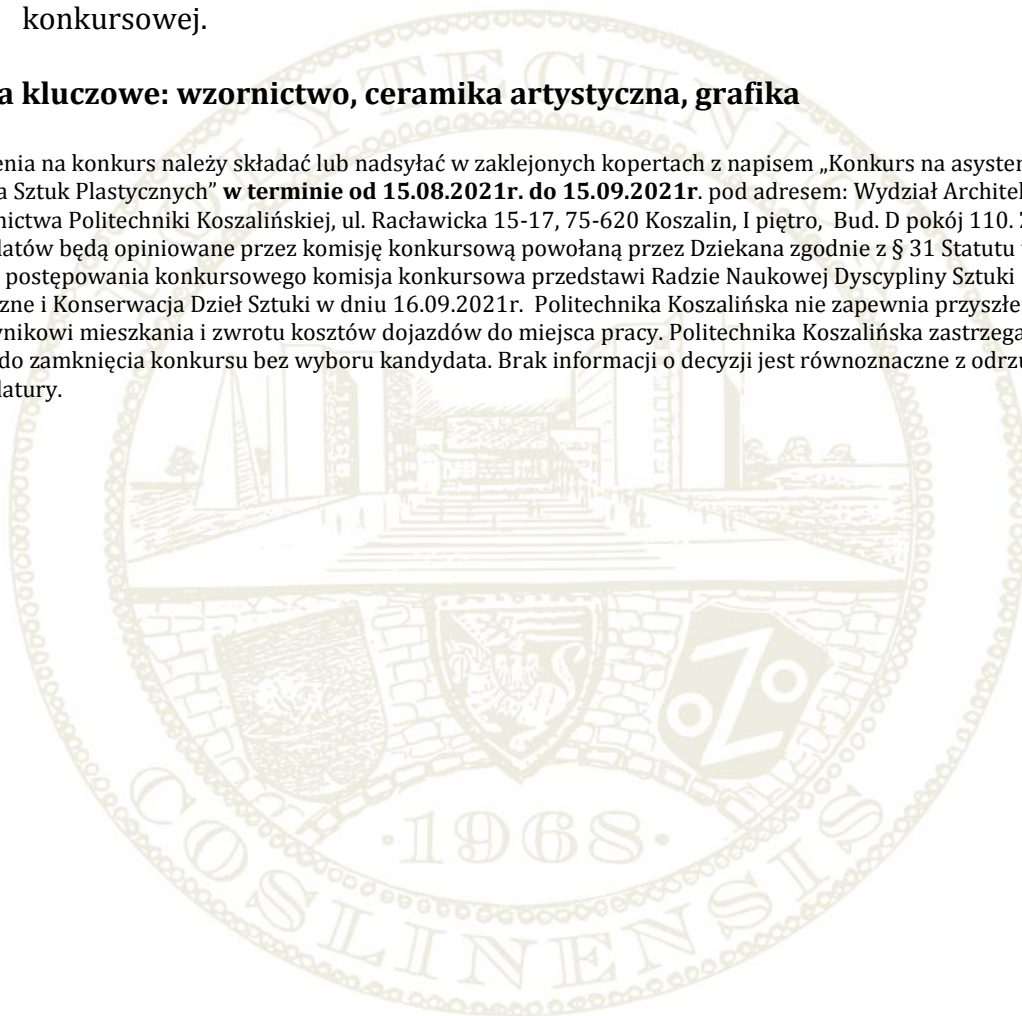 konkursowej.
a kluczowe: wzornictwo, ceramika artystyczna, grafika
enia na konkurs należy składać lub nadsyłać w zaklejonych kopertach z napisem „Konkurs na asysten
a Sztuk Plastycznych” w terminie od 15.08.2021r. do 15.09.2021r. pod adresem: Wydział Architek
nictwa Politechniki Koszalińskiej, ul. Racławicka 15-17, 75-620 Koszalin, I piętro, Bud. D pokój 110. Z
latów będą opiniowane przez komisję konkursową powołaną przez Dziekana zgodnie z § 31 Statutu
postępowania konkursowego komisja konkursowa przedstawi Radzie Naukowej Dyscypliny Sztuki
zne i Konserwacja Dzieł Sztuki w dniu 16.09.2021r. Politechnika Koszalińska nie zapewnia przyszłe
wnikowi mieszkania i zwrotu kosztów dojazdów do miejsca pracy. Politechnika Koszalińska zastrzega
do zamknięcia konkursu bez wyboru kandydata. Brak informacji o decyzji jest równoznaczne z odrzu
latury.
POLYTECHNICA
·1968·
COSLINENSIS